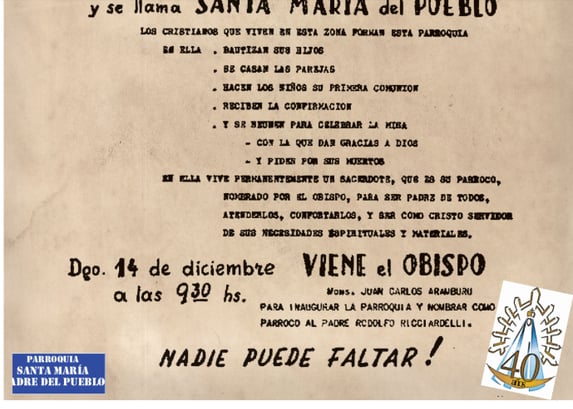 y se llama SANTA MARIA del PUEBLO
LOS CRISTIANOS QUE VIVEN EN ESTA ZONA FORMAN ESTA PARROQUIA
EN ELLA . BAUTIZAN SUS HIJOS
. SE CASAN LAS PAREJAS
. HACEN LOS NIÑOS SU PRIMERA COMUNION
. RECIBEN LA CONFIRMACION
. Y SE REUNEN PARA CELEBRAR LA MISA
- CON LA QUE DAN GRACIAS A DIOS
- Y PIDEN POR SUS MUERTOS
EN ELLA VIVE PERMANENTEMENTE UN SACERDOTE, QUE ES SU PARROCO,
NOMBRADO POR EL OBISPO, PARA SER PADRE DE TODOS,
ATENDERLOS, CONFORTARLOS, Y SER COMO CRISTO SERVIDOR
DE SUS NECESIDADES ESPIRITUALES Y MATERIALES.
Dgo. 14 de diciembre VIENE el OBISPO
a las 9 30 hs. Mons. JUAN CARLOS ARAMBURU
PARA INAUGURAR LA PARROQUIA Y NOMBRAR COMO
PARROCO AL PADRE RODOLFO RICCIARDELLI.
NADIE PUEDE FALTAR!
PARROQUIA
SANTA MARÍA
ADRE DEL PUEBLO
40
años